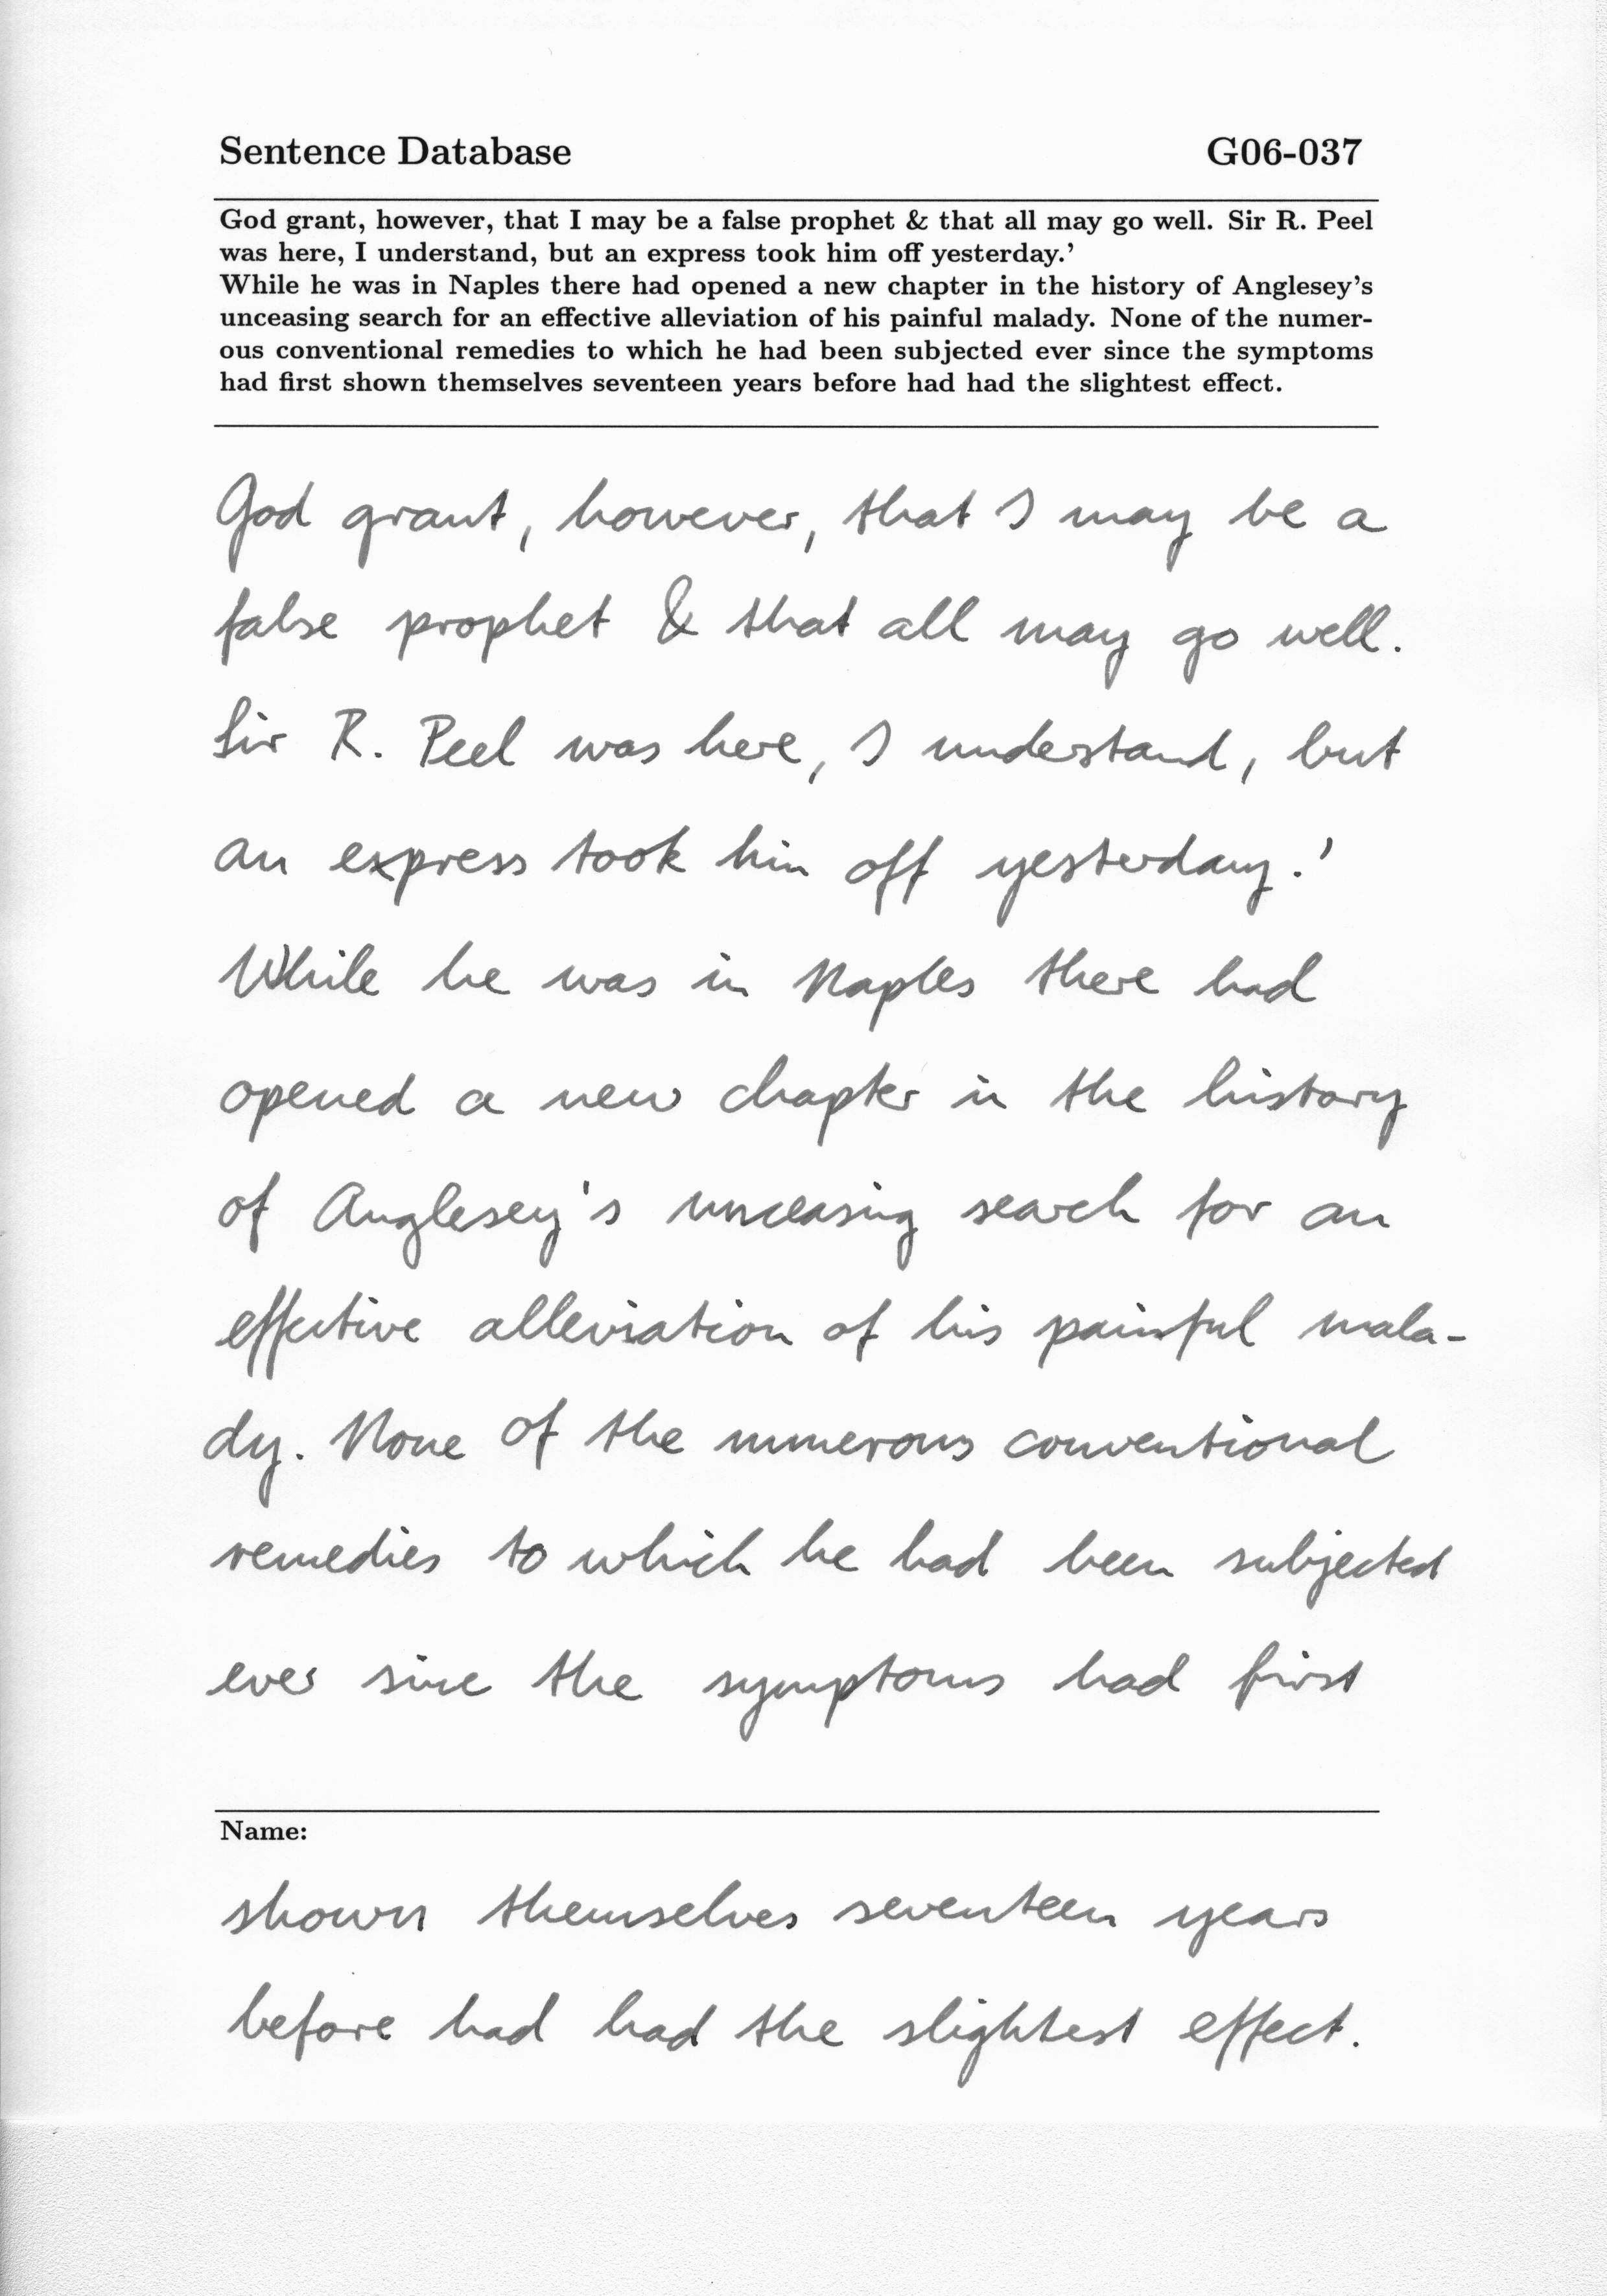 Sentence Database G06-037
God grant, however, that I may be a false prophet & that all may go well. Sir R. Peel
was here, I understand, but an express took him off yesterday.’
While he was in Naples there had opened a new chapter in the history of Anglesey’s
unceasing search for an effective alleviation of his painful malady. None of the numer-
ous conventional remedies to which he had been subjected ever since the symptoms
had first shown themselves seventeen years before had had the slightest effect.
God grant, however, that I may be a
false prophet & that all may go well.
Sir R. Peel was here, I understand, but
an express took him off yesterday.'
While he was in Naples there had
opened a new chapter in the history
of Anglesey's unceasing search for an
effective alleviation of his painful mala-
dy. None of the numerous conventional
remedies to which he had been subjected
ever since the symptoms had first
Name:
shown themselves seventeen years
before had had the slightest effect.